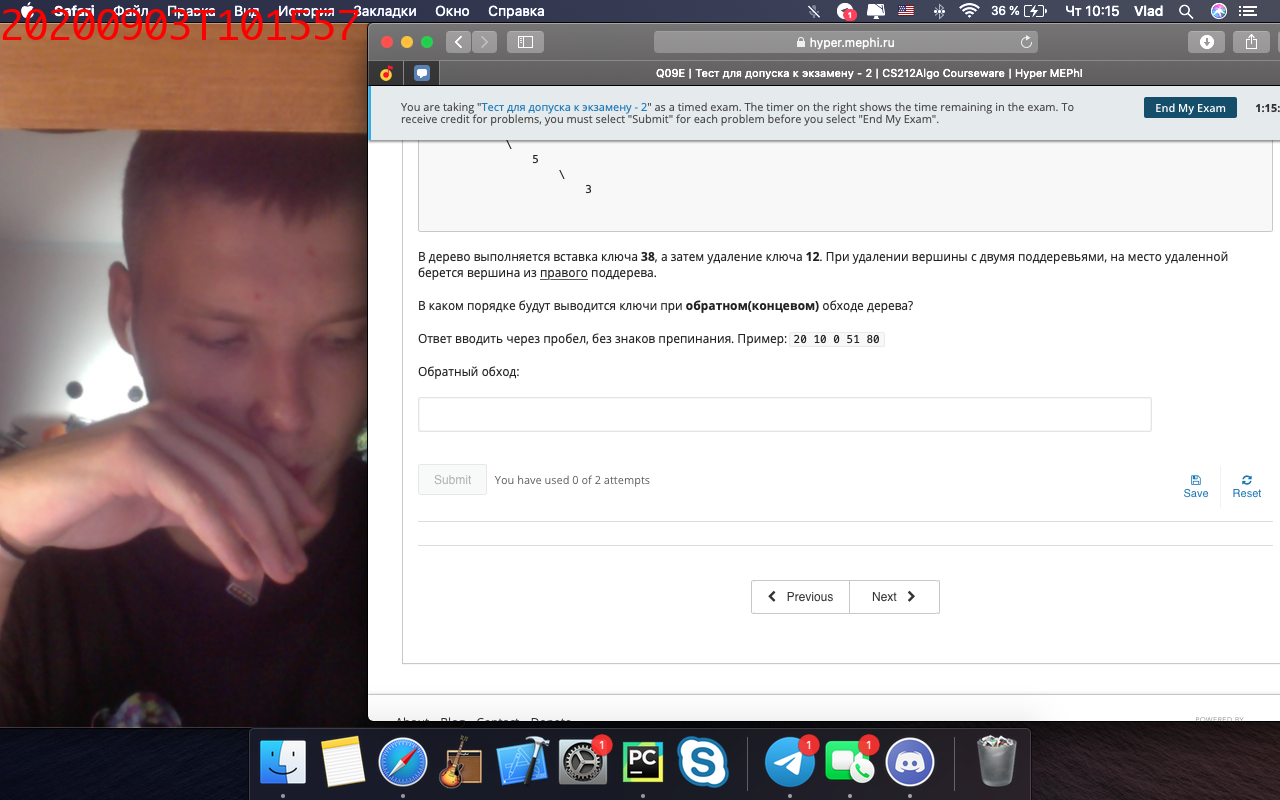 20200903T101557
Safari Файл Правка Вид История Закладки Окно Справка
36 % Чт 10:15 Vlad
hyper.mephi.ru
Q09E | Тест для допуска к экзамену - 2 | CS212Algo Courseware | Hyper MEPhI
You are taking "Тест для допуска к экзамену - 2" as a timed exam. The timer on the right shows the time remaining in the exam. To
receive credit for problems, you must select "Submit" for each problem before you select "End My Exam".
End My Exam
1:15:
\
5
\
3
В дерево выполняется вставка ключа 38, а затем удаление ключа 12. При удалении вершины с двумя поддеревьями, на место удаленной
берется вершина из правого поддерева.
В каком порядке будут выводится ключи при обратном(концевом) обходе дерева?
Ответ вводить через пробел, без знаков препинания. Пример: 20 10 0 51 80
Обратный обход:
Submit
You have used 0 of 2 attempts
Save
Reset
Previous
Next
About Blog Contact Donate
POWERED BY
1
1
PC
1
1